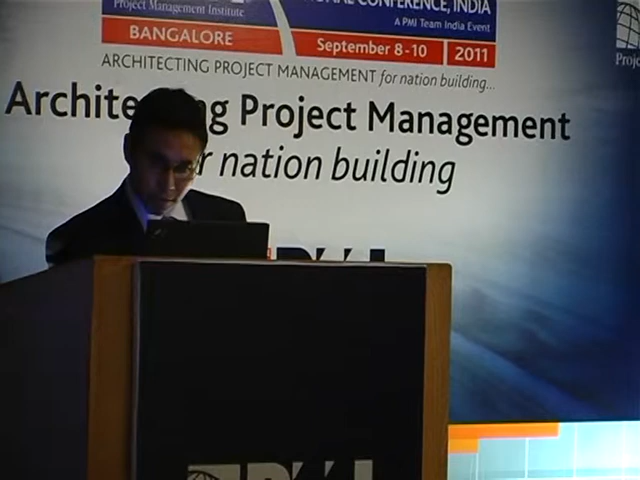 Project Management Institute
CONFERENCE, INDIA
A PMI Team India Event
BANGALORE
September 8-10
2011
ARCHITECTING PROJECT MANAGEMENT for nation building...
Project Management
nation building